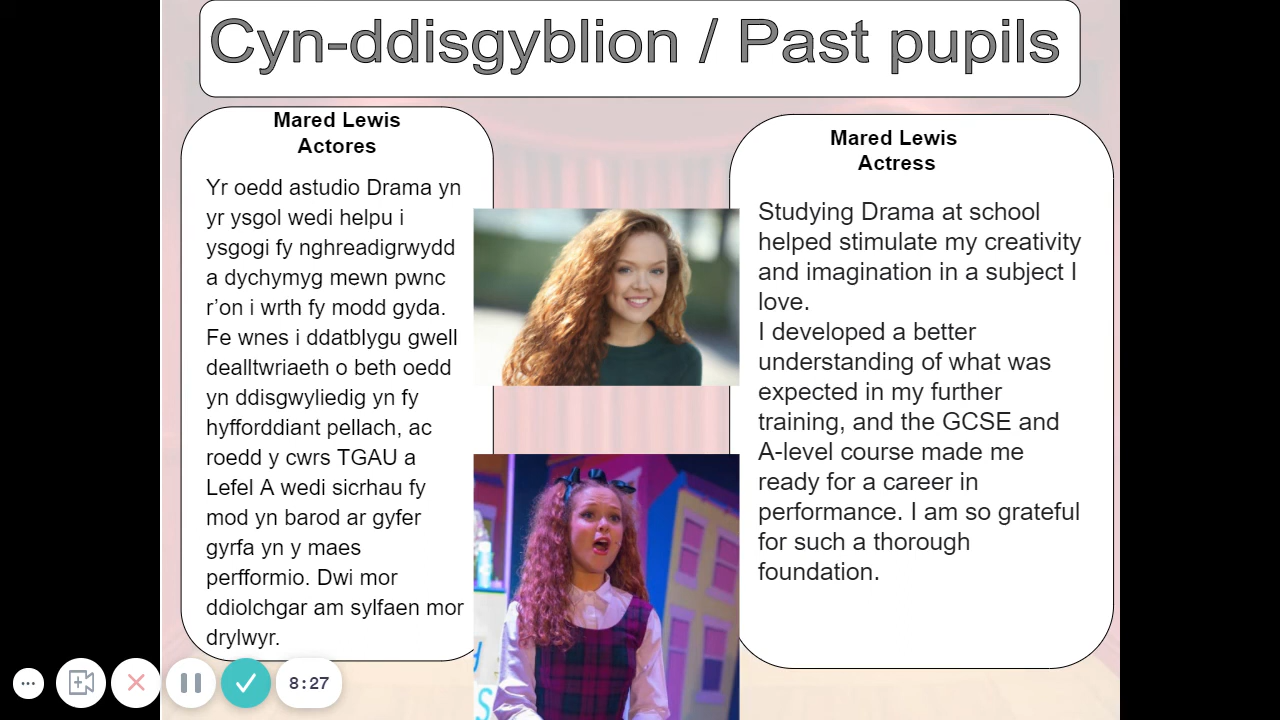 Cyn-ddisgyblion / Past pupils
Mared Lewis
Actores
Yr oedd astudio Drama yn
yr ysgol wedi helpu i
ysgogi fy nghreadigrwydd
a dychymyg mewn pwnc
r’on i wrth fy modd gyda.
Fe wnes i ddatblygu gwell
dealltwriaeth o beth oedd
yn ddisgwyliedig yn fy
hyfforddiant pellach, ac
roedd y cwrs TGAU a
Lefel A wedi sicrhau fy
mod yn barod ar gyfer
gyrfa yn y maes
perfformio. Dwi mor
ddiolchgar am sylfaen mor
drylwyr.
Mared Lewis
Actress
Studying Drama at school
helped stimulate my creativity
and imagination in a subject I
love.
I developed a better
understanding of what was
expected in my further
training, and the GCSE and
A-level course made me
ready for a career in
performance. I am so grateful
for such a thorough
foundation.
8:27